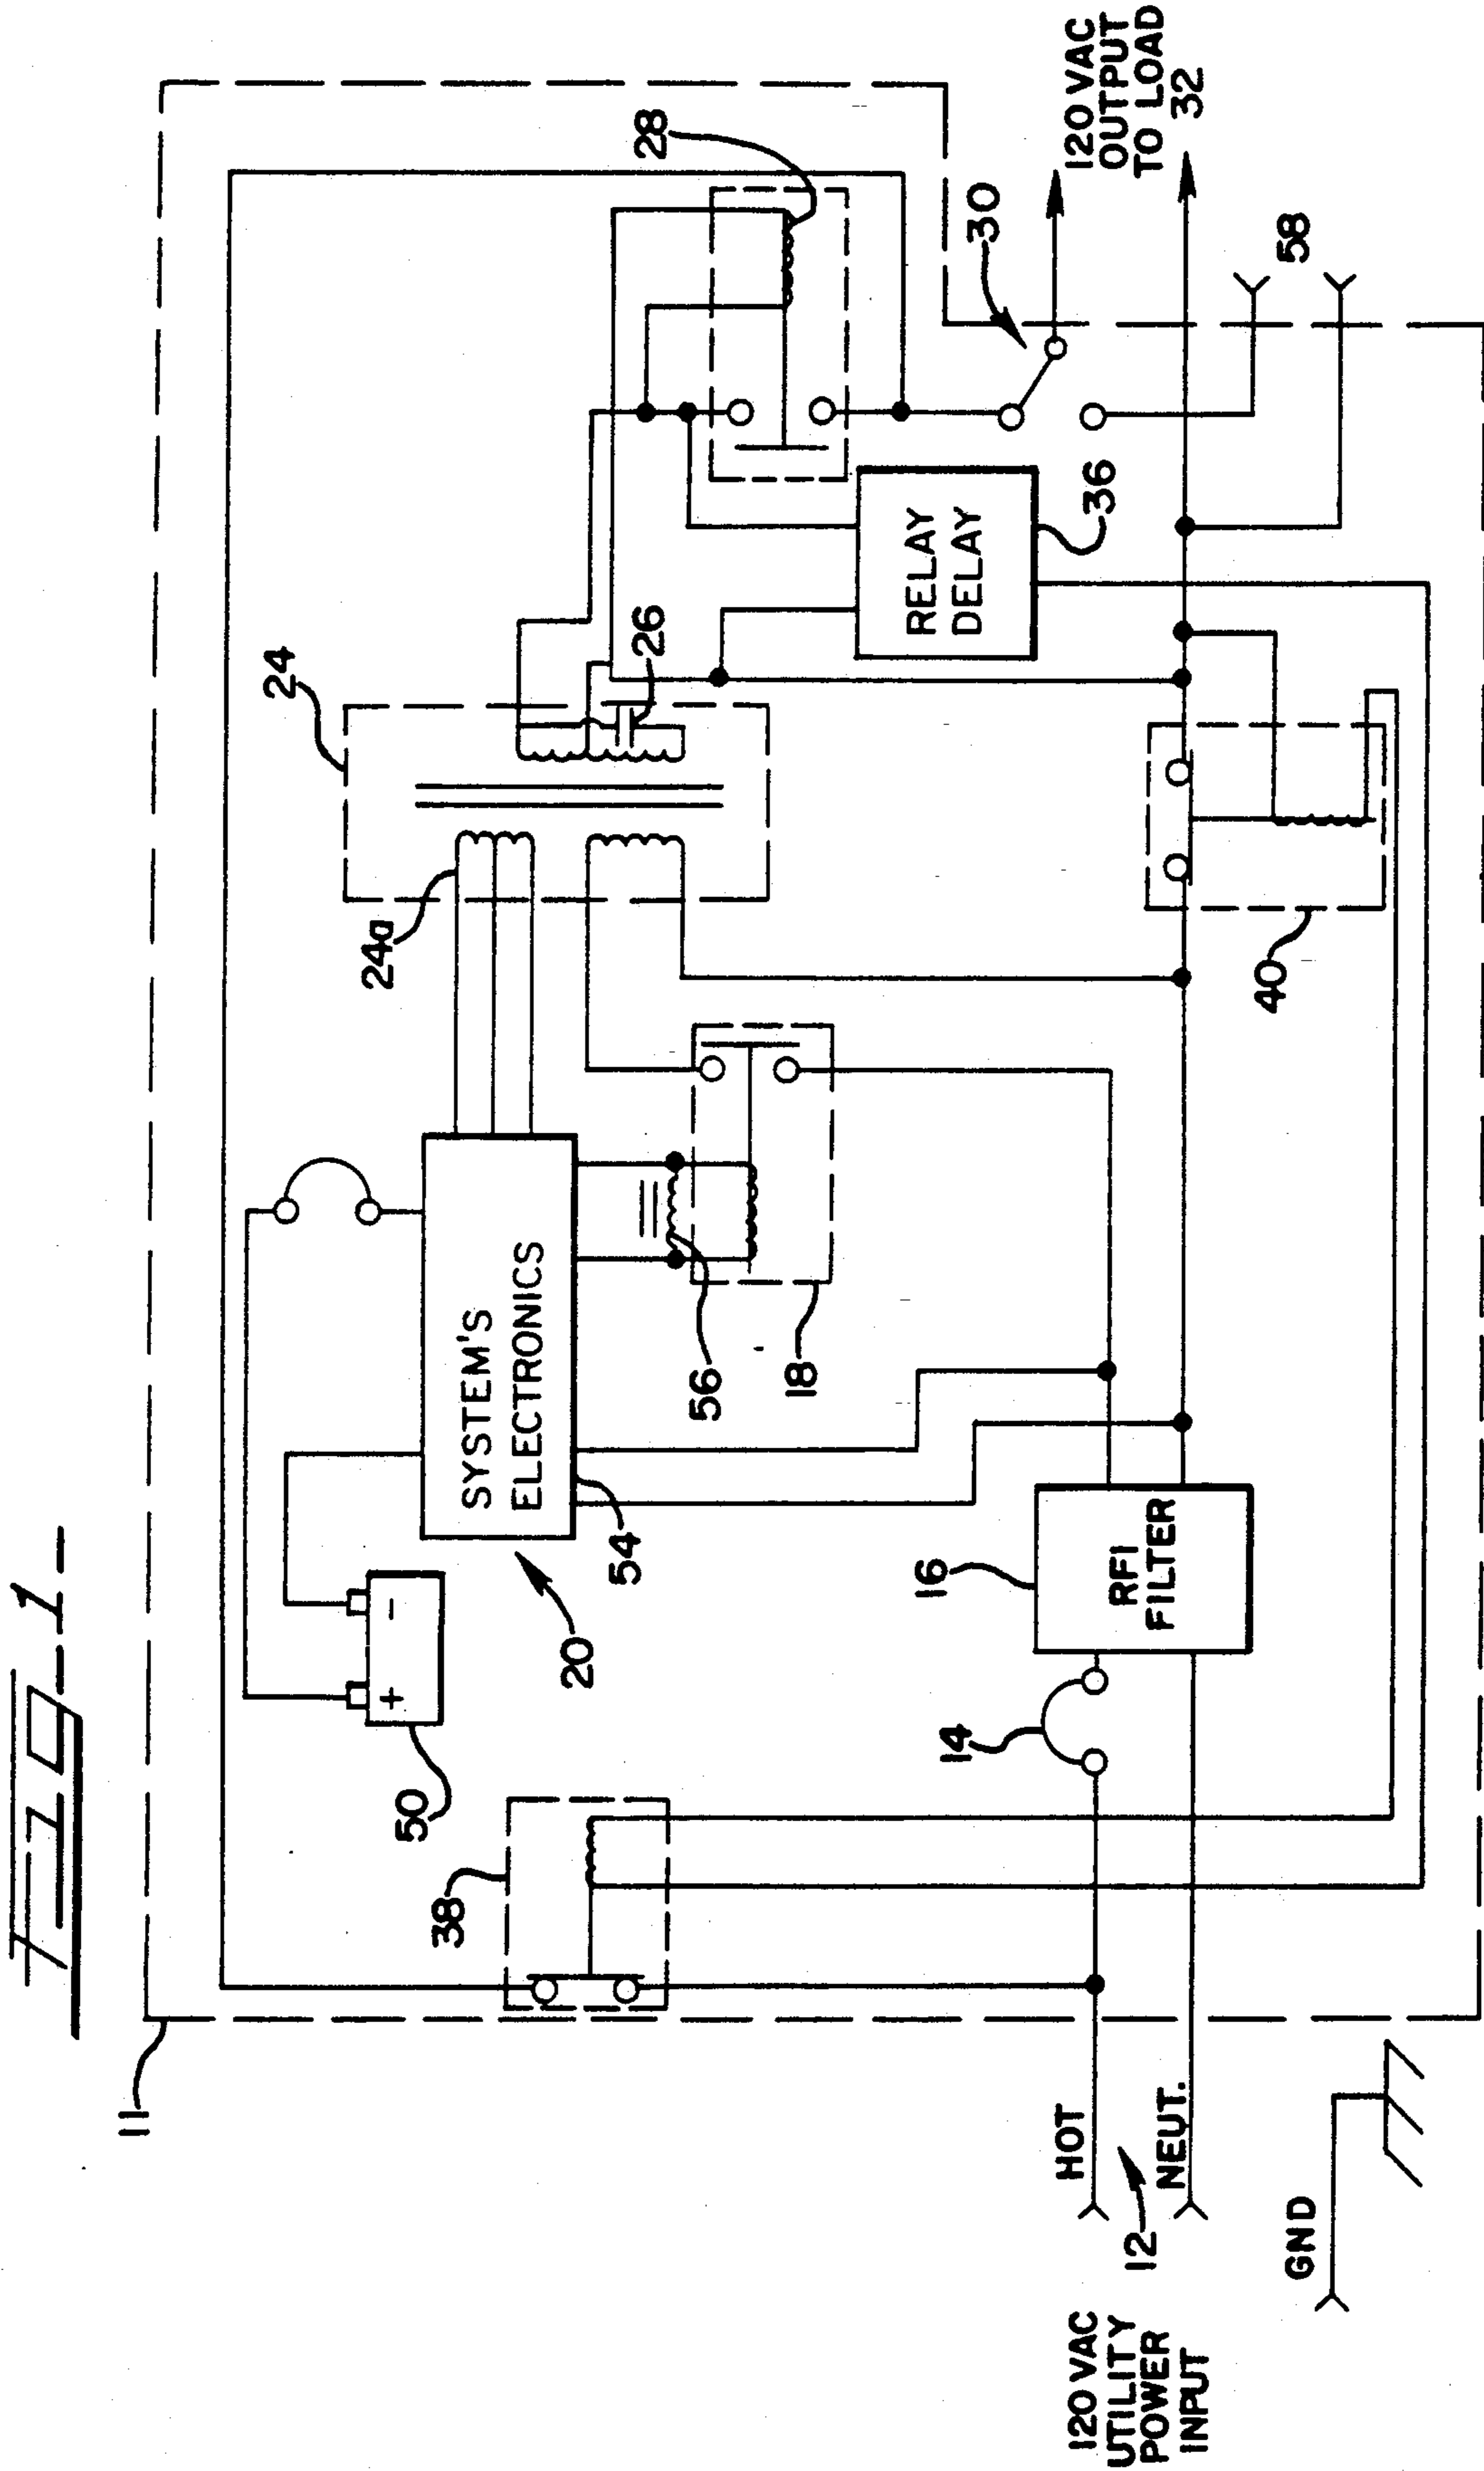 FIG. 1
11
24
28
24a
26
SYSTEM'S
ELECTRONICS
50
38
20
54
56
18
RELAY
DELAY
36
30
120 VAC
OUTPUT
TO LOAD
32
58
40
16
RFI
FILTER
14
HOT
12
NEUT.
120 VAC
UTILITY
POWER
INPUT
GND
+
-